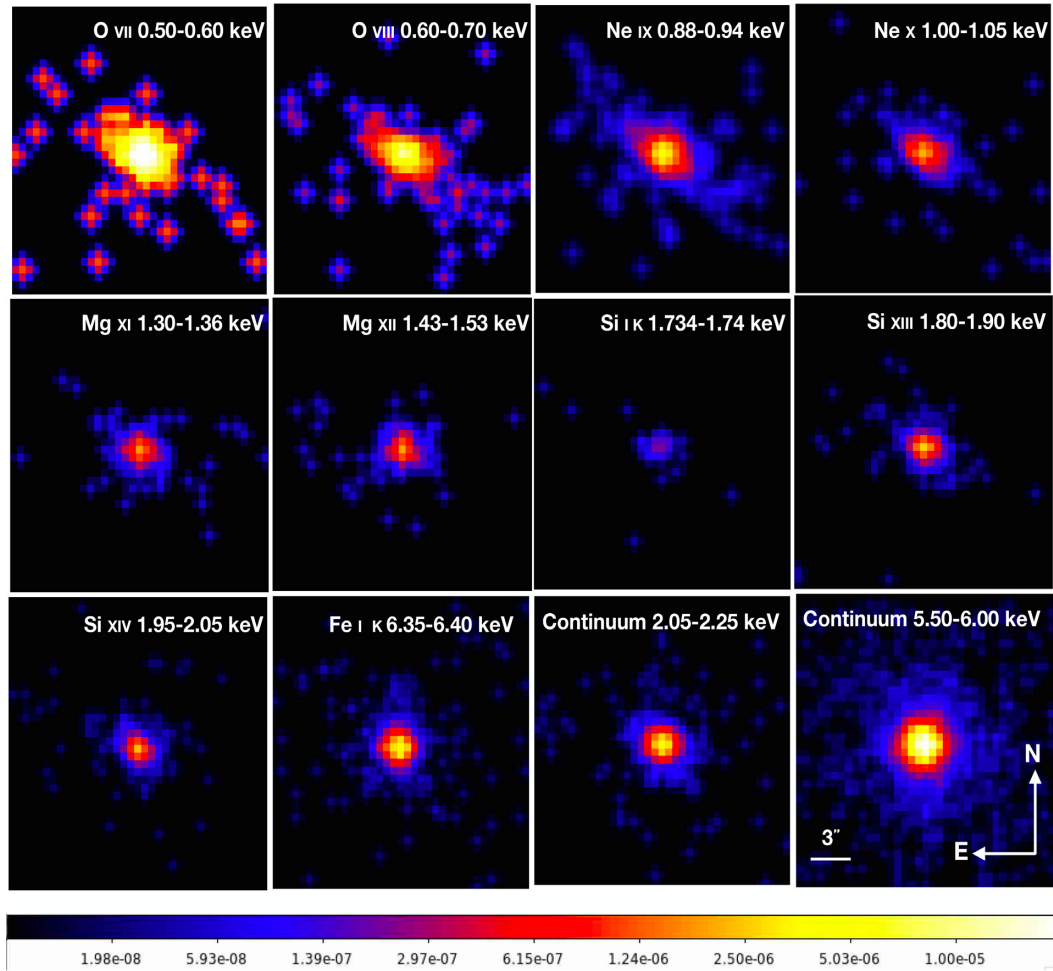 O VII 0.50-0.60 keV
O VIII 0.60-0.70 keV
Ne IX 0.88-0.94 keV
Ne X 1.00-1.05 keV
Mg XI 1.30-1.36 keV
Mg XII 1.43-1.53 keV
Si I K 1.734-1.74 keV
Si XIII 1.80-1.90 keV
Si XIV 1.95-2.05 keV
Fe I K 6.35-6.40 keV
Continuum 2.05-2.25 keV
Continuum 5.50-6.00 keV
N
3"
E
1.98e-08 5.93e-08 1.39e-07 2.97e-07 6.15e-07 1.24e-06 2.50e-06 5.03e-06 1.00e-05